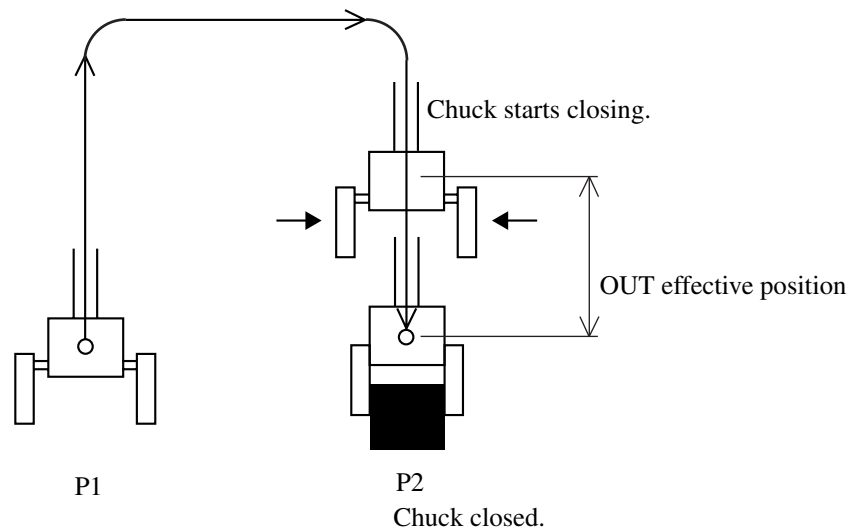 Chuck starts closing.
OUT effective position
P1
P2
Chuck closed.